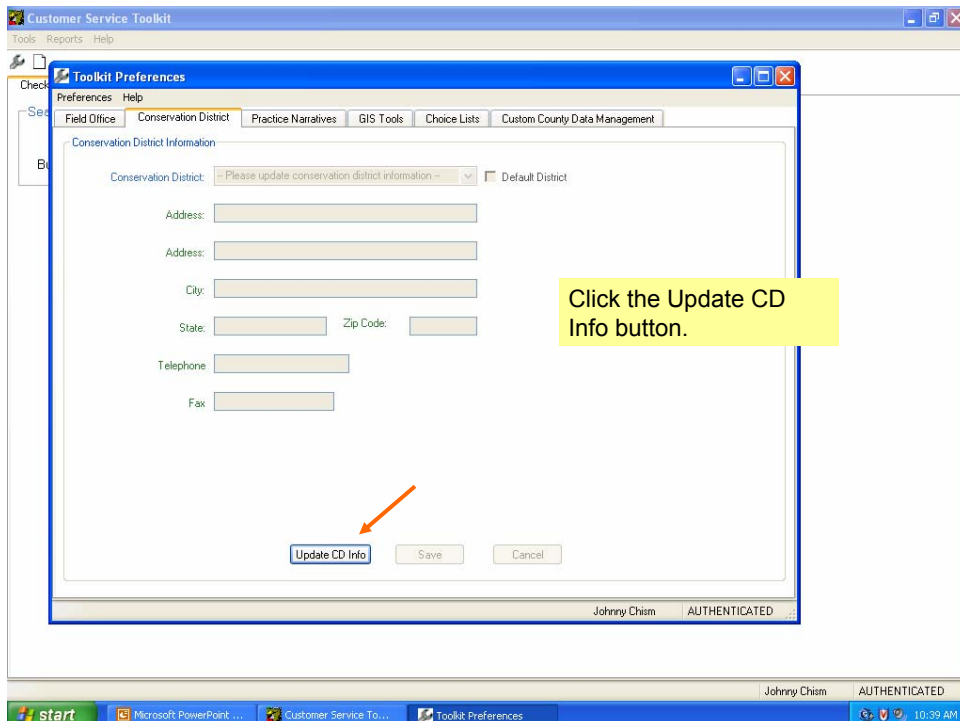 Customer Service Toolkit
Tools Reports Help
Toolkit Preferences
Check
Preferences Help
See
Field Office Conservation District Practice Narratives GIS Tools Choice Lists Custom County Data Management
Conservation District Information
Bu
Conservation District: -- Please update conservation district information -- Default District
Address:
Address:
City:
Click the Update CD
Info button.
State: Zip Code:
Telephone
Fax
Update CD Info Save Cancel
Johnny Chism AUTHENTICATED
Johnny Chism AUTHENTICATED
start Microsoft PowerPoint ... Customer Service To... Toolkit Preferences 10:39 AM